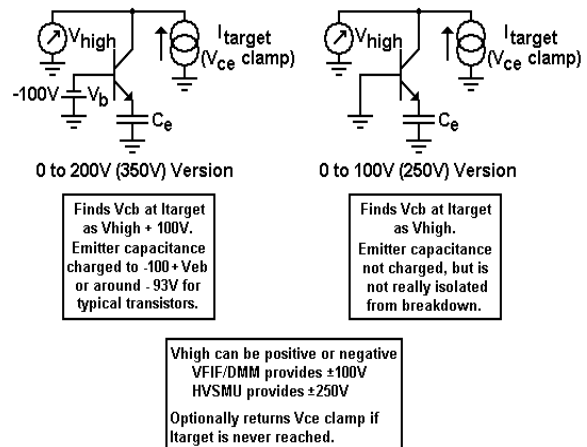 Vhigh
Itarget
(Vce clamp)
-100V
Vb
Ce
0 to 200V (350V) Version
Vhigh
Itarget
(Vce clamp)
Ce
0 to 100V (250V) Version
Finds Vcb at Itarget
as Vhigh + 100V.
Emitter capacitance
charged to -100 + Veb
or around - 93V for
typical transistors.
Finds Vcb at Itarget
as Vhigh.
Emitter capacitance
not charged, but is
not really isolated
from breakdown.
Vhigh can be positive or negative
VFIF/DMM provides ±100V
HVSMU provides ±250V
Optionally returns Vce clamp if
Itarget is never reached.